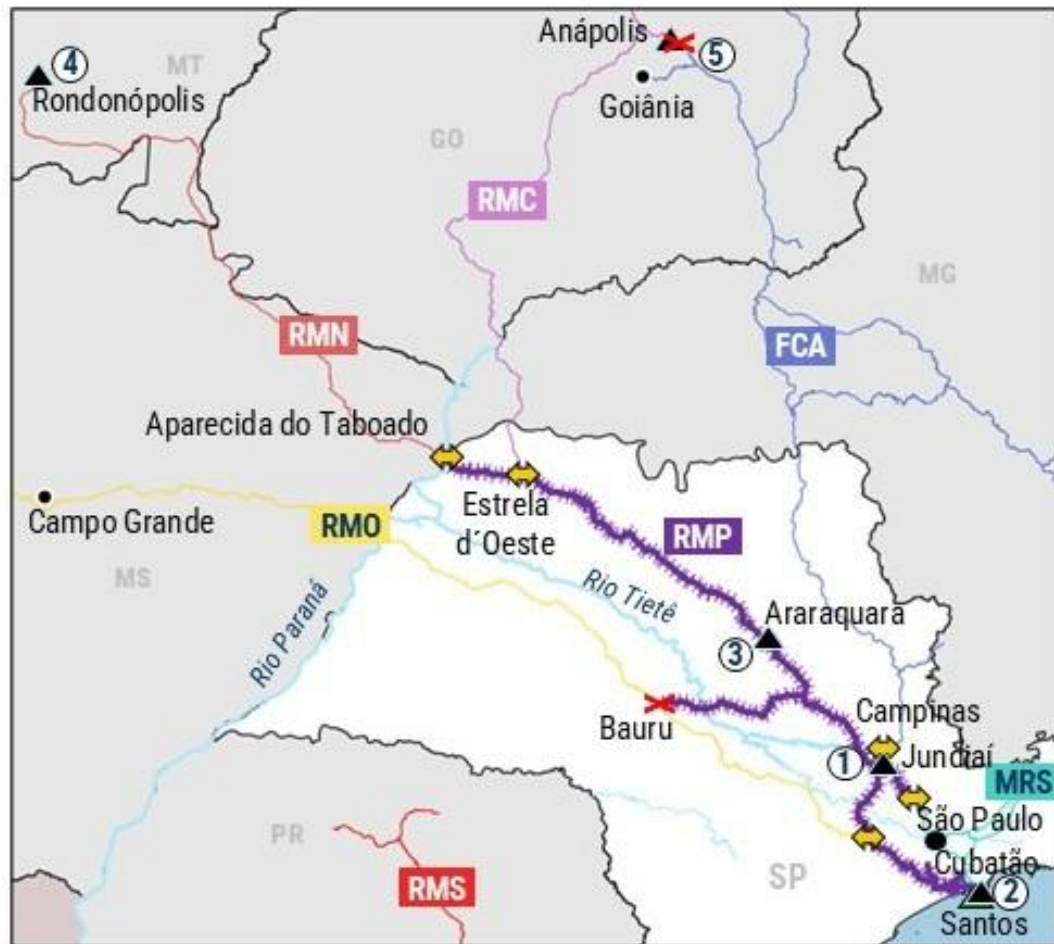 Anápolis
5
4
MT
Rondonópolis
Goiânia
GO
RMC
MG
RMN
FCA
Aparecida do Taboado
Campo Grande
RMO
Estrela
d´Oeste
RMP
MS
Rio Tietê
Rio Paraná
Araraquara
3
Bauru
Campinas
1
Jundiaí
MRS
São Paulo
PR
Cubatão
RMS
SP
2
Santos